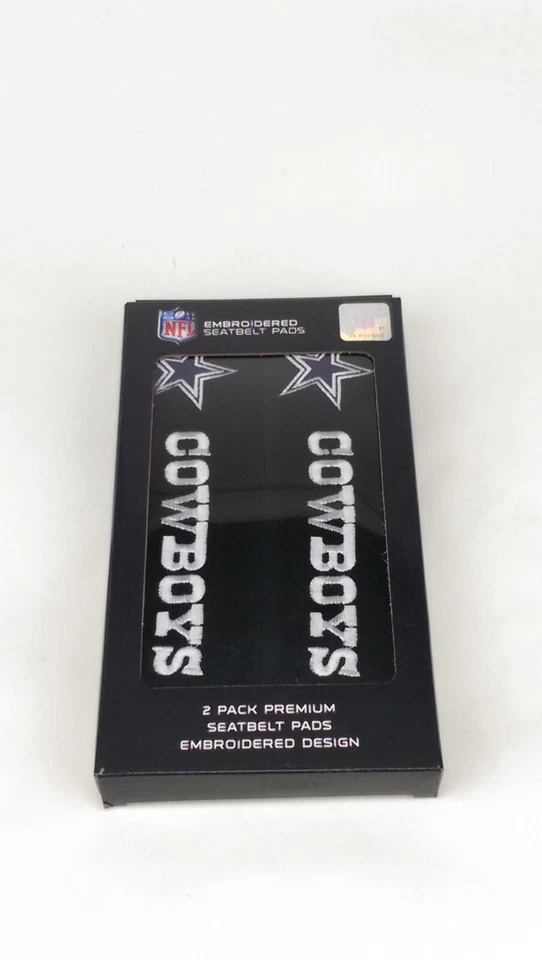 NFL
EMBROIDERED
SEATBELT PADS
COWBOYS
COWBOYS
2 PACK PREMIUM
SEATBELT PADS
EMBROIDERED DESIGN